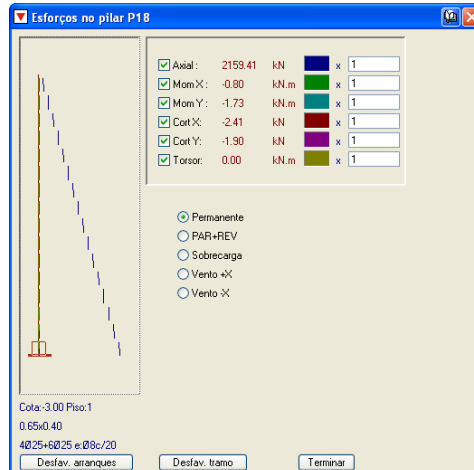 Esforços no pilar P18
Axial : 2159.41 kN x 1
Mom X : -0.80 kN.m x 1
Mom Y : -1.73 kN.m x 1
Cort X: -2.41 kN x 1
Cort Y: -1.90 kN x 1
Torsor: 0.00 kN.m x 1
Permanente
PAR+REV
Sobrecarga
Vento +X
Vento -X
Cota:-3.00 Piso:1
0.65x0.40
4Ø25+6Ø25 e:Ø8c/20
Desfav. arranques Desfav. tramo Terminar